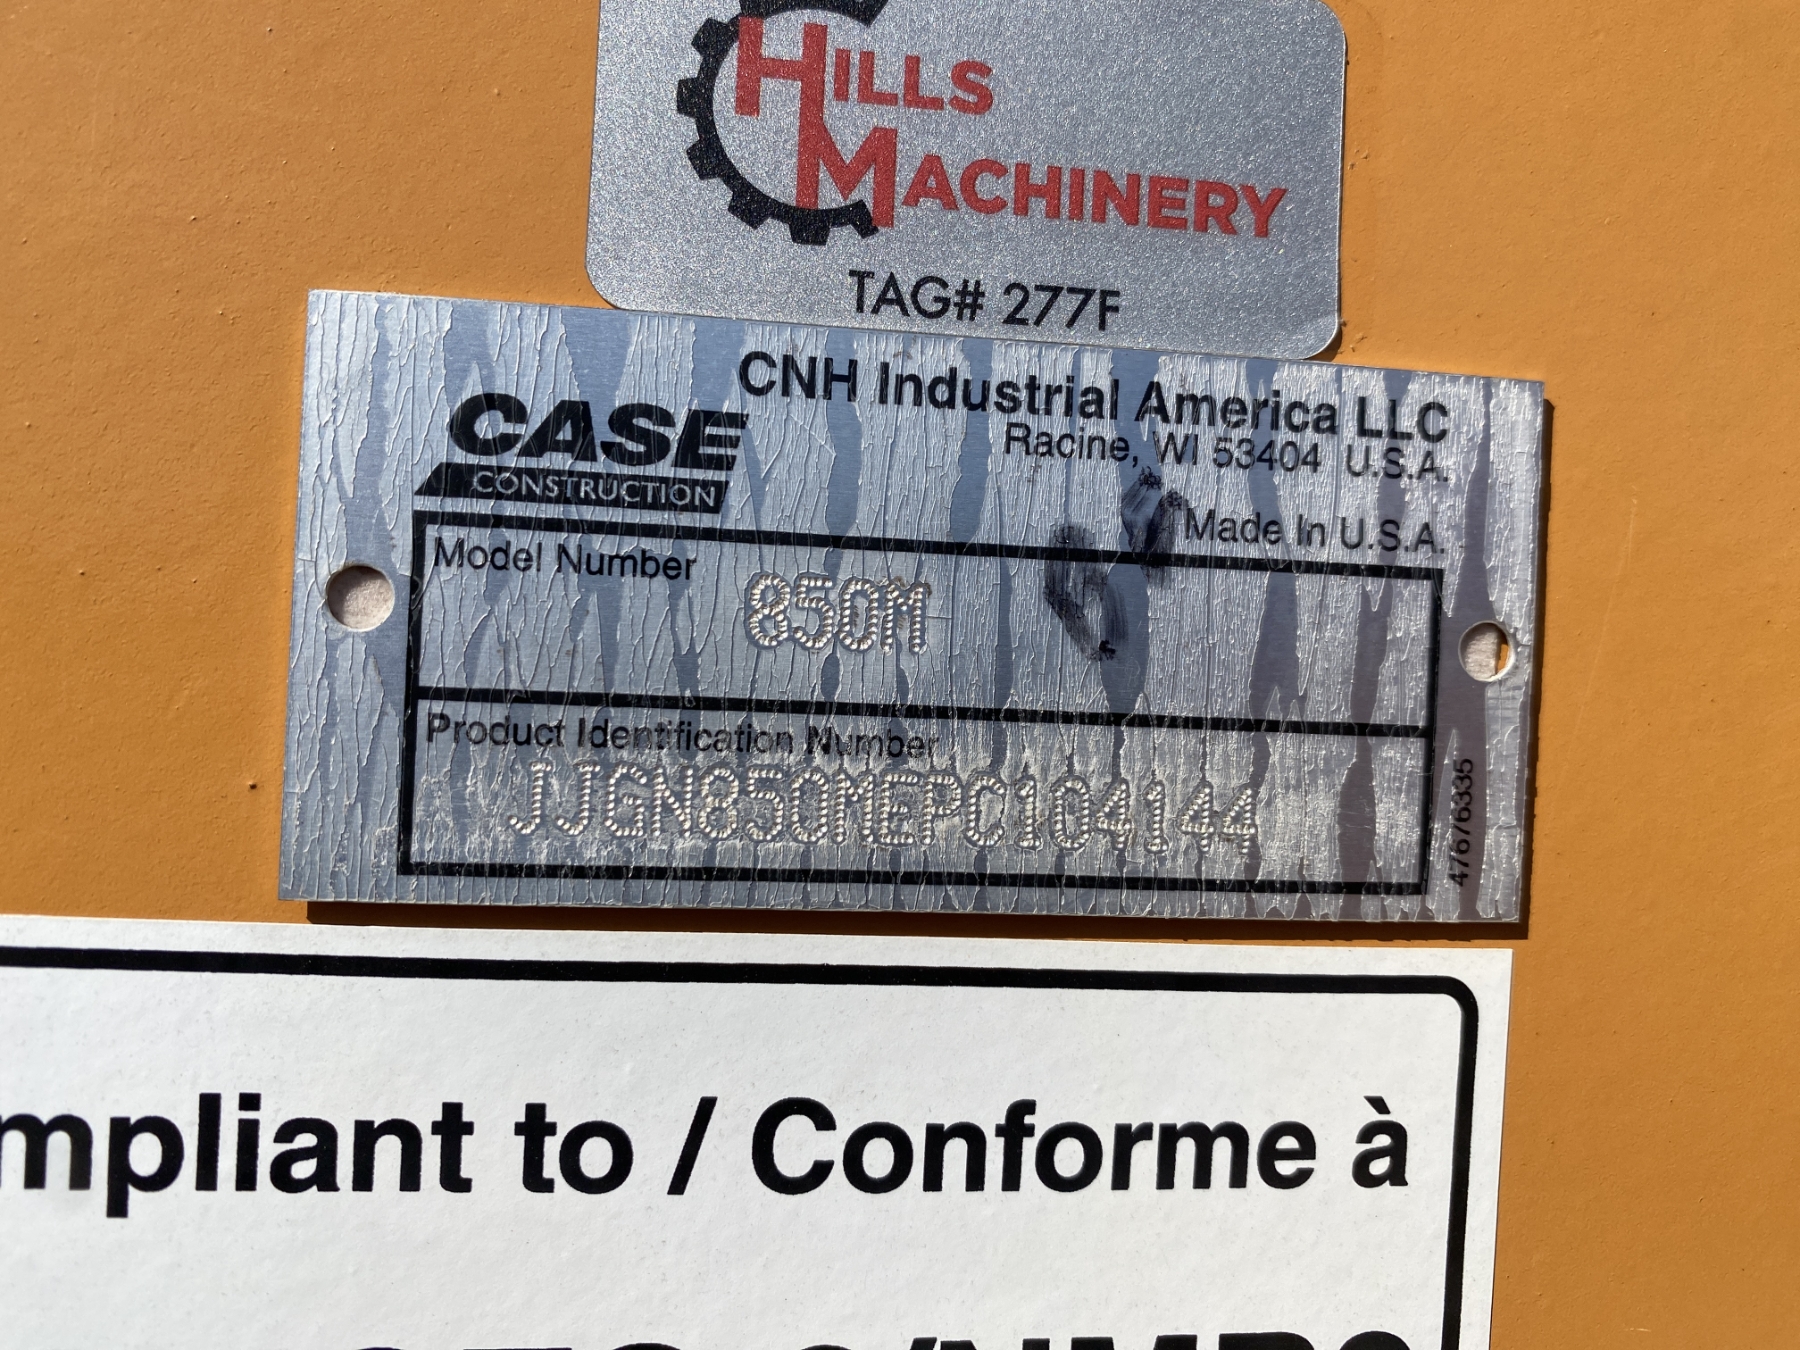 HILLS
MACHINERY
TAG# 277F
CNH Industrial America LLC
Racine, WI 53404 U.S.A.
CASE
CONSTRUCTION
Made In U.S.A.
Model Number
850M
Product Identification Number
JJGN850MEPC104144
47676335
mpliant to / Conforme à